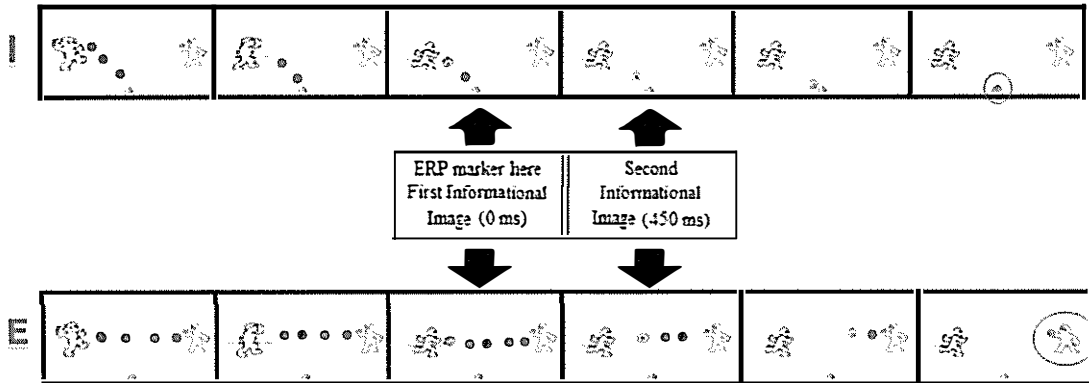 I
ERP marker here
First Informational
Image (0 ms)
Second
Informational
Image (450 ms)
E